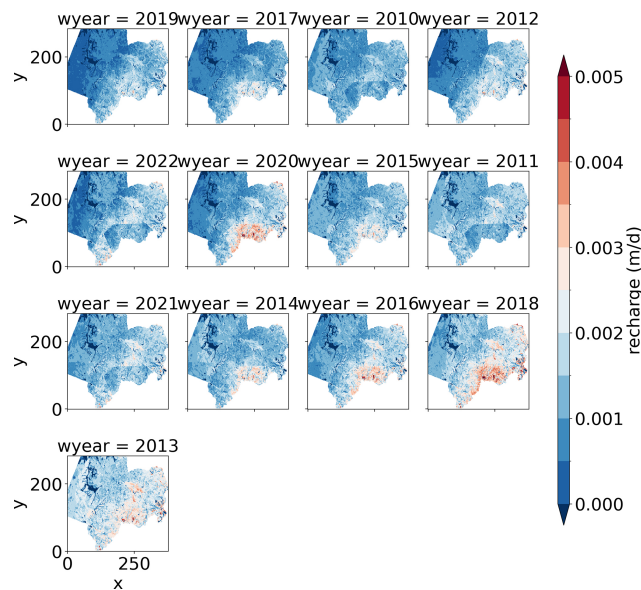 wyear = 2019
wyear = 2017
wyear = 2010
wyear = 2012
y
200
0
wyear = 2022
wyear = 2020
wyear = 2015
wyear = 2011
y
200
0
wyear = 2021
wyear = 2014
wyear = 2016
wyear = 2018
y
200
0
wyear = 2013
y
200
0
0
250
x
0.005
0.004
0.003
0.002
0.001
0.000
recharge (m/d)